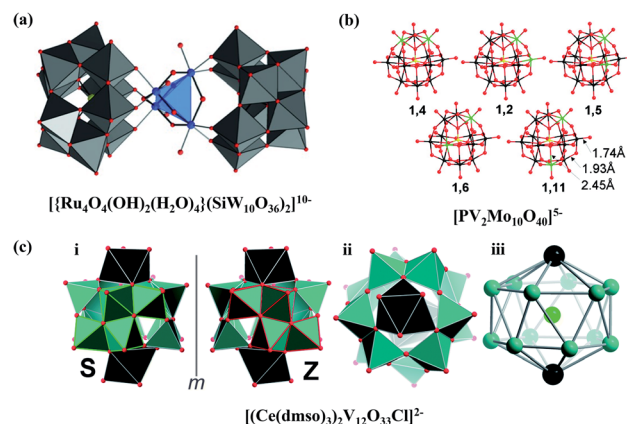 (a)
[{Ru₄O₄(OH)₂(H₂O)₄}(SiW₁₀O₃₆)₂]¹⁰⁻
(b)
1,4 1,2 1,5
1,6 1,11
1.74Å
1.93Å
2.45Å
[PV₂Mo₁₀O₄₀]⁵⁻
(c) i ii iii
S m Z
[(Ce(dmso)₃)₂V₁₂O₃₃Cl]²⁻